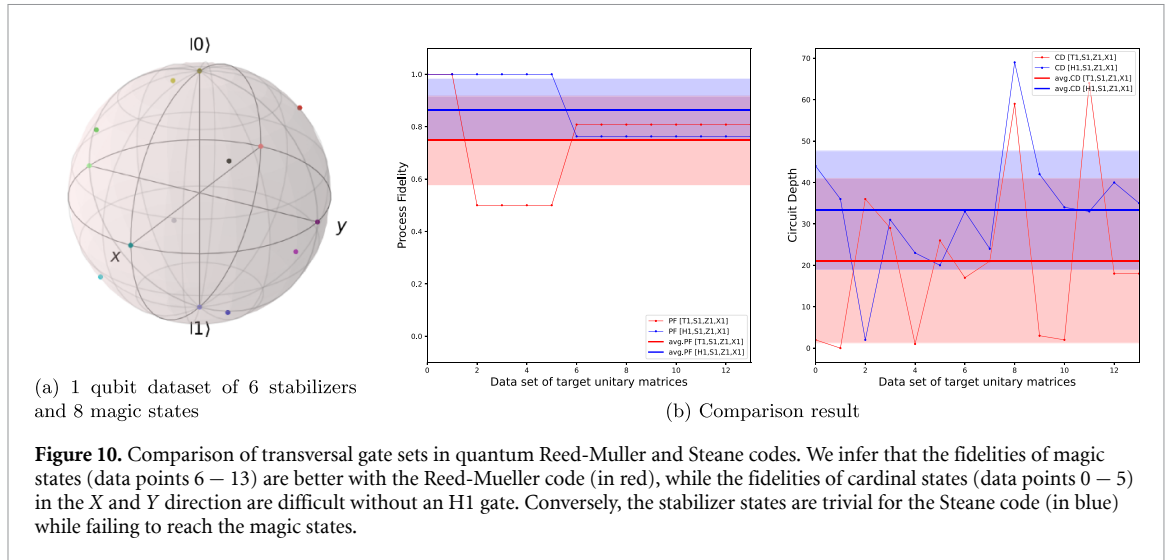 |0⟩
y
x
|1⟩
(a) 1 qubit dataset of 6 stabilizers
and 8 magic states
Process Fidelity
1.0
0.8
0.6
0.4
0.2
0.0
PF [T1,S1,Z1,X1]
PF [H1,S1,Z1,X1]
avg.PF [T1,S1,Z1,X1]
avg.PF [H1,S1,Z1,X1]
0 2 4 6 8 10 12
Data set of target unitary matrices
Circuit Depth
70
60
50
40
30
20
10
0
CD [T1,S1,Z1,X1]
CD [H1,S1,Z1,X1]
avg.CD [T1,S1,Z1,X1]
avg.CD [H1,S1,Z1,X1]
0 2 4 6 8 10 12
Data set of target unitary matrices
(b) Comparison result
Figure 10. Comparison of transversal gate sets in quantum Reed-Muller and Steane codes. We infer that the fidelities of magic
states (data points 6 − 13) are better with the Reed-Mueller code (in red), while the fidelities of cardinal states (data points 0 − 5)
in the X and Y direction are difficult without an H1 gate. Conversely, the stabilizer states are trivial for the Steane code (in blue)
while failing to reach the magic states.